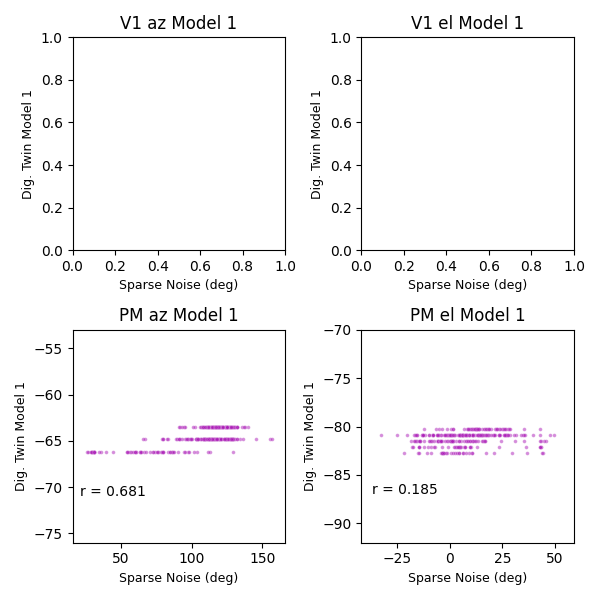 V1 az Model 1
V1 el Model 1
1.0
0.8
0.6
0.4
0.2
0.0
Dig. Twin Model 1
0.0 0.2 0.4 0.6 0.8 1.0
Sparse Noise (deg)
1.0
0.8
0.6
0.4
0.2
0.0
Dig. Twin Model 1
0.0 0.2 0.4 0.6 0.8 1.0
Sparse Noise (deg)
PM az Model 1
−55
−60
−65
−70
−75
Dig. Twin Model 1
r = 0.681
50 100 150
Sparse Noise (deg)
PM el Model 1
−70
−75
−80
−85
−90
Dig. Twin Model 1
r = 0.185
−25 0 25 50
Sparse Noise (deg)